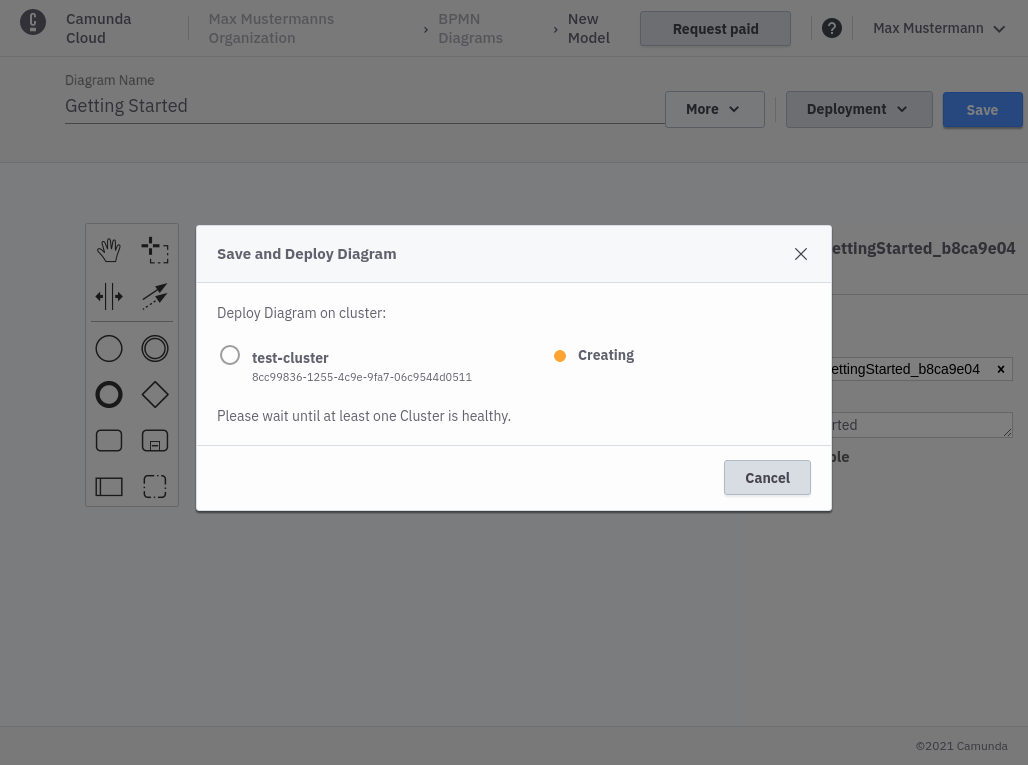 Camunda
Cloud
Max Mustermanns
Organization
›
BPMN
Diagrams
›
New
Model
Request paid
?
Max Mustermann
Diagram Name
Getting Started
More
Deployment
Save
ettingStarted_b8ca9e04
Save and Deploy Diagram
Deploy Diagram on cluster:
test-cluster
Creating
8cc99836-1255-4c9e-9fa7-06c9544d0511
Please wait until at least one Cluster is healthy.
Cancel
ettingStarted_b8ca9e04 ×
rted
ble
©2021 Camunda